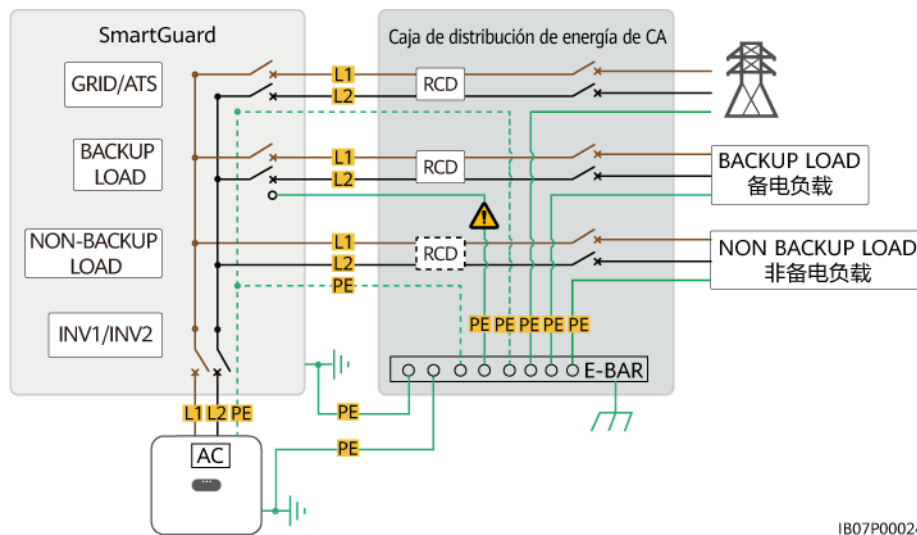 SmartGuard
Caja de distribución de energía de CA
GRID/ATS
L1
L2
RCD
BACKUP
LOAD
L1
L2
RCD
BACKUP LOAD
备电负载
NON-BACKUP
LOAD
L1
L2
PE
RCD
NON BACKUP LOAD
非备电负载
INV1/INV2
PE
PE
PE
PE
PE
E-BAR
L1
L2
PE
PE
PE
AC
IB07P00024